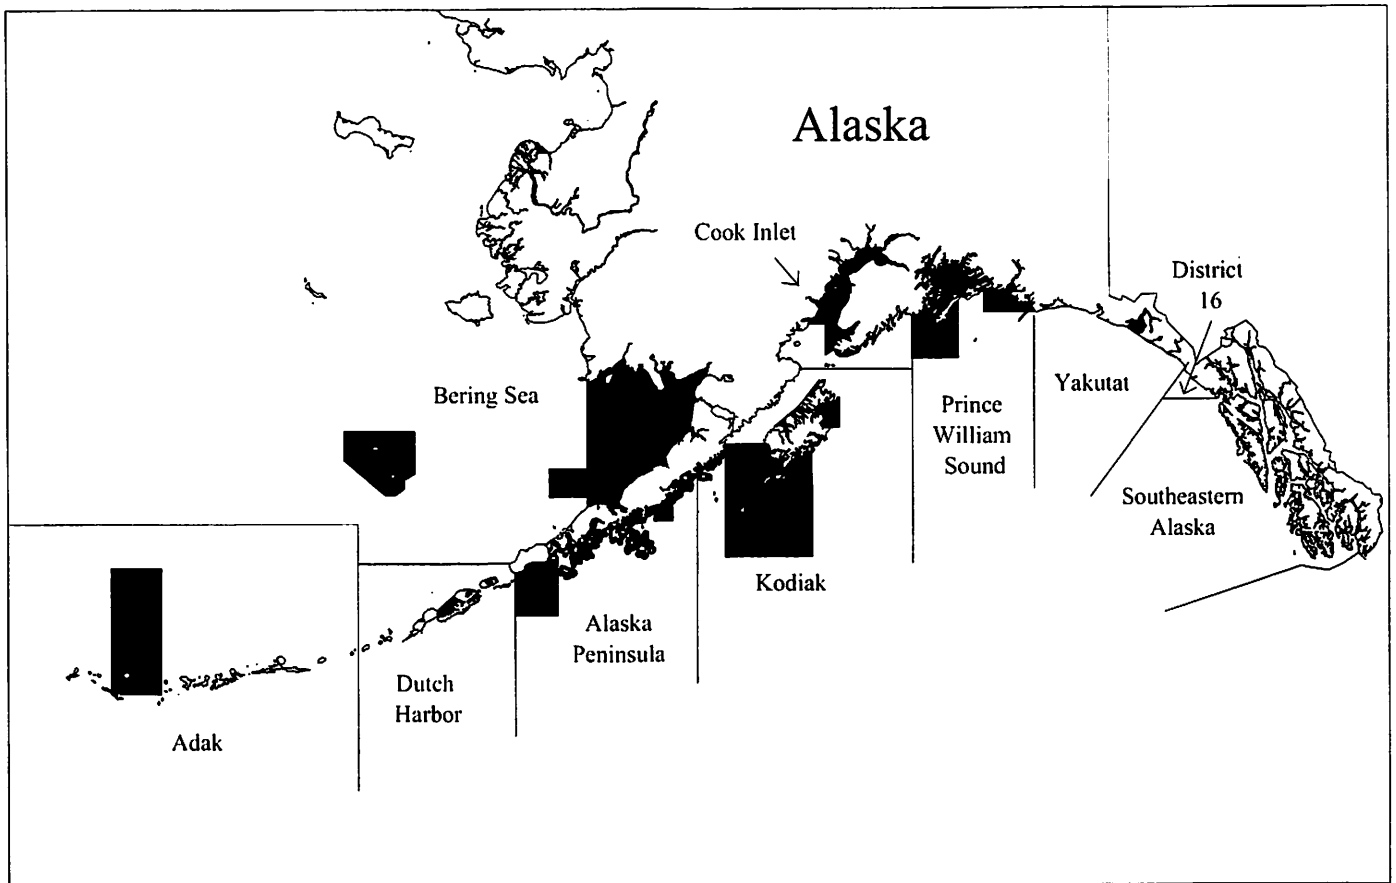 Alaska
Cook Inlet
District
16
Bering Sea
Yakutat
Prince
William
Sound
Southeastern
Alaska
Kodiak
Alaska
Peninsula
Dutch
Harbor
Adak